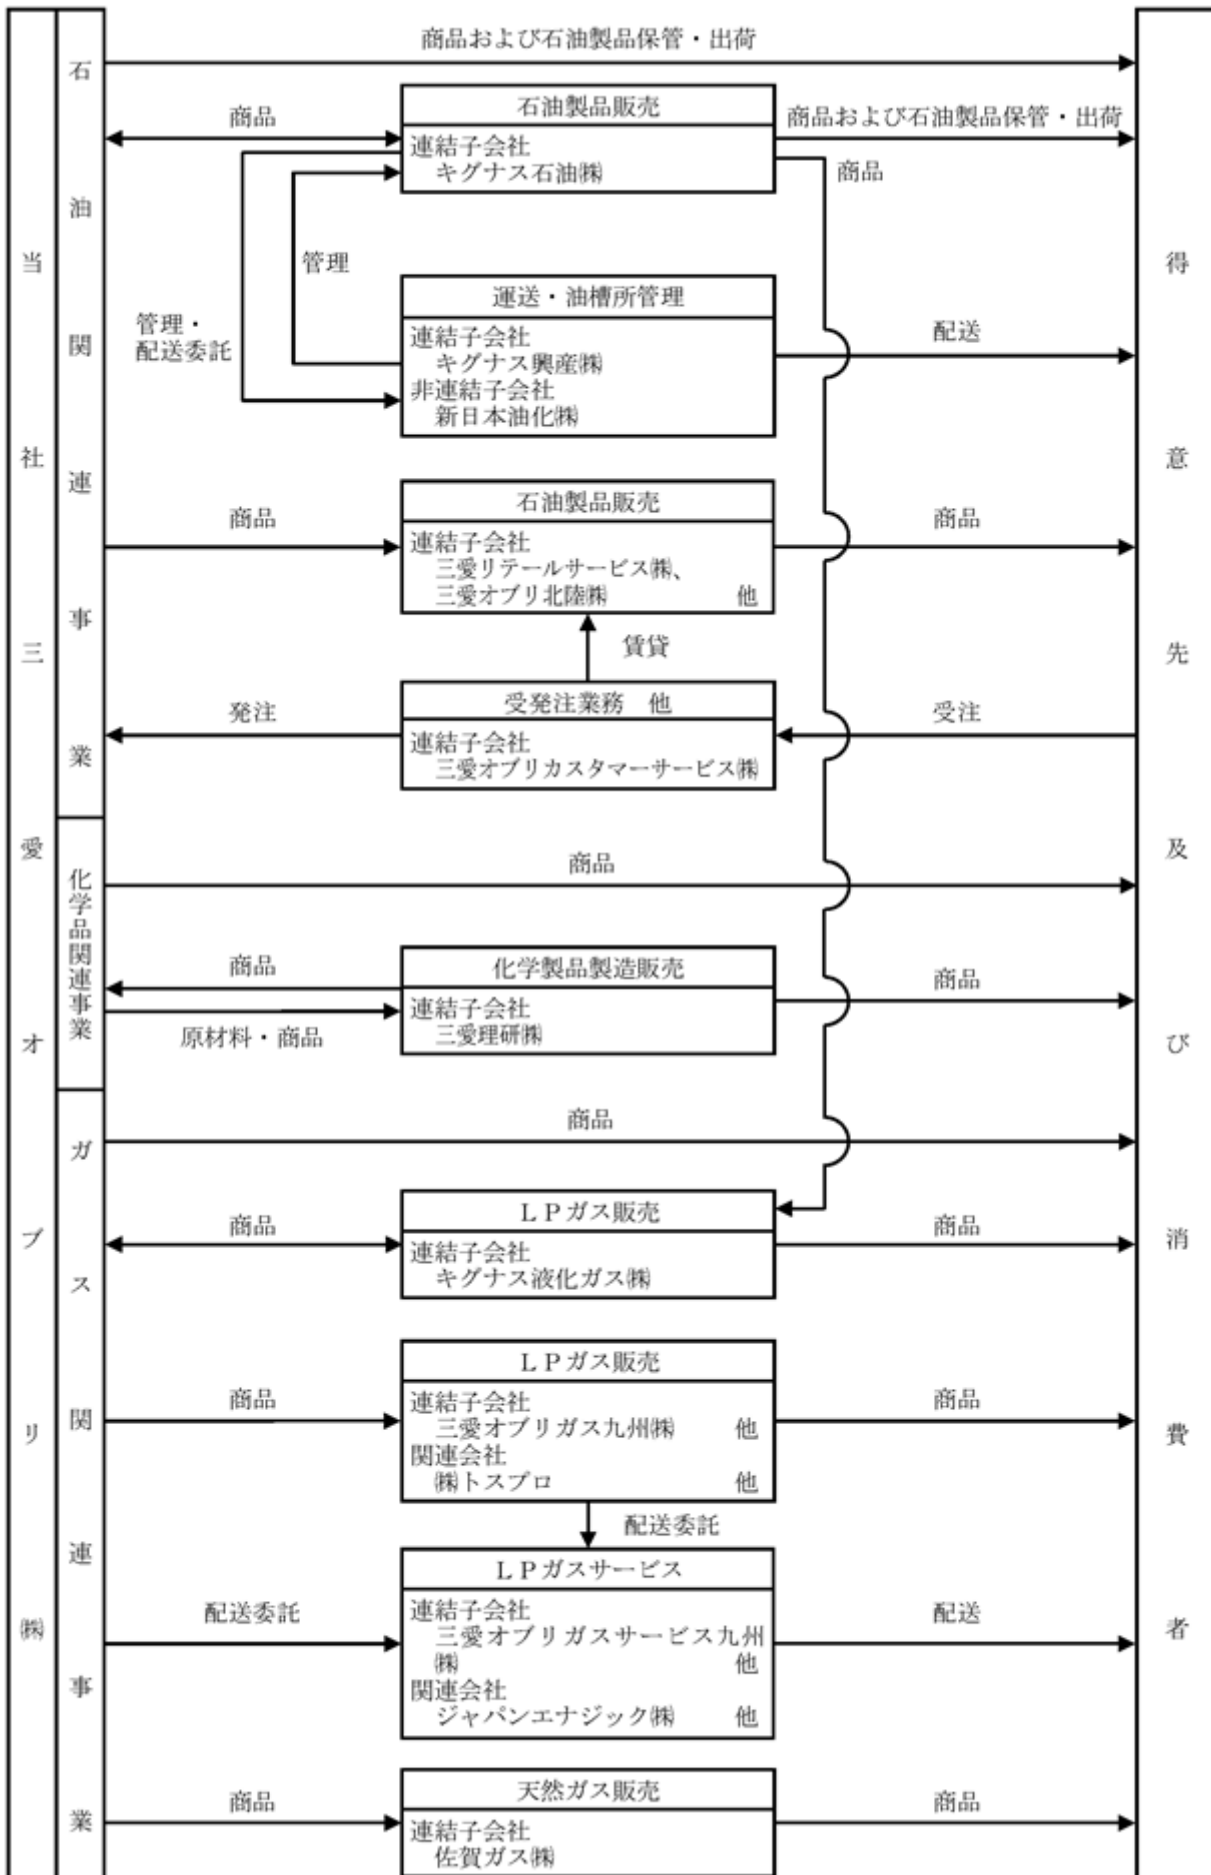 当社三愛オブリ㈱
石油関連事業
化学品関連事業
ガス関連事業
得意先及び消費者
商品および石油製品保管・出荷
商品
石油製品販売
連結子会社
キグナス石油㈱
商品および石油製品保管・出荷
商品
管理
管理・
配送委託
運送・油槽所管理
連結子会社
キグナス興産㈱
非連結子会社
新日本油化㈱
配送
商品
石油製品販売
連結子会社
三愛リテールサービス㈱、
三愛オブリ北陸㈱　他
商品
賃貸
発注
受発注業務　他
連結子会社
三愛オブリカスタマーサービス㈱
受注
商品
商品
原材料・商品
化学製品製造販売
連結子会社
三愛理研㈱
商品
商品
商品
ＬＰガス販売
連結子会社
キグナス液化ガス㈱
商品
商品
ＬＰガス販売
連結子会社
三愛オブリガス九州㈱　他
関連会社
㈱トスプロ　他
商品
配送委託
配送委託
ＬＰガスサービス
連結子会社
三愛オブリガスサービス九州
㈱　他
関連会社
ジャパンエナジック㈱　他
配送
商品
天然ガス販売
連結子会社
佐賀ガス㈱
商品